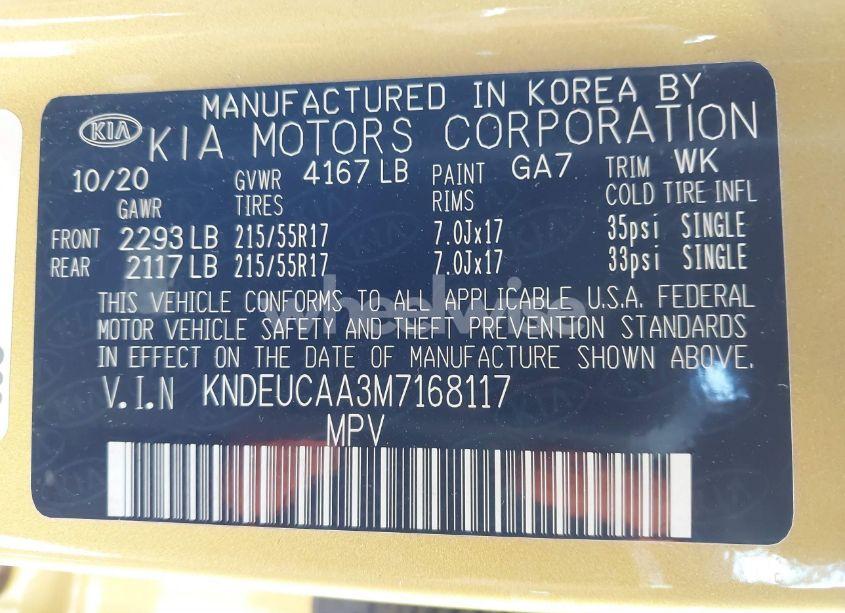 MANUFACTURED IN KOREA BY
KIA KIA MOTORS CORPORATION
10/20 GVWR 4167 LB PAINT GA7 TRIM WK
GAWR TIRES RIMS COLD TIRE INFL
FRONT 2293 LB 215/55R17 7.0Jx17 35psi SINGLE
REAR 2117 LB 215/55R17 7.0Jx17 33psi SINGLE
THIS VEHICLE CONFORMS TO ALL APPLICABLE U.S.A. FEDERAL
wheelwise
MOTOR VEHICLE SAFETY AND THEFT PREVENTION STANDARDS
IN EFFECT ON THE DATE OF MANUFACTURE SHOWN ABOVE.
V.I.N KNDEUCAA3M7168117
MPV